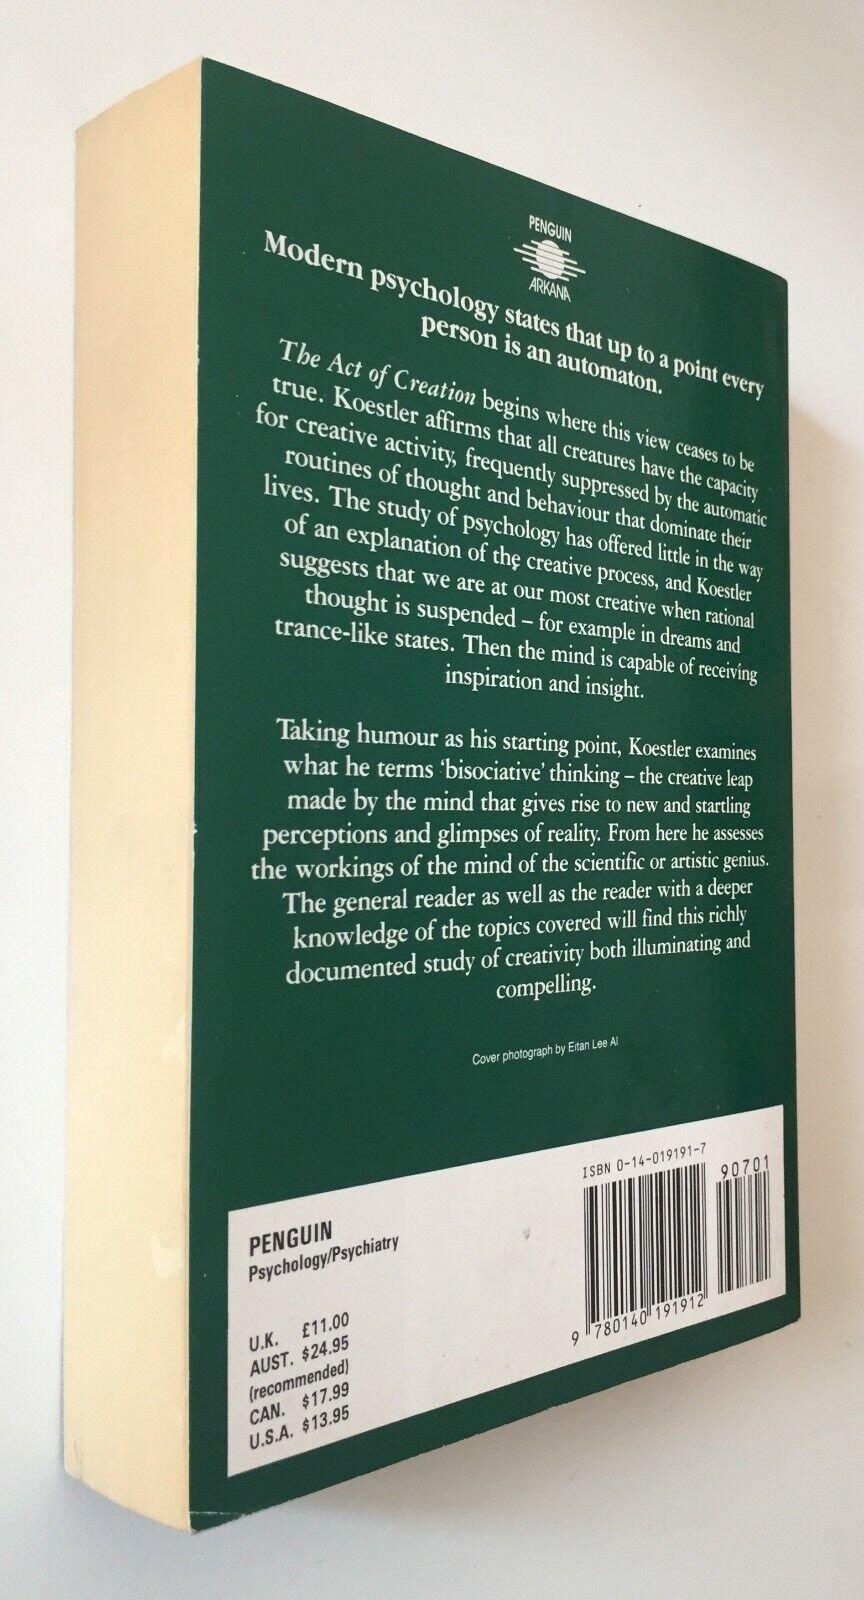 PENGUIN
ARKANA
Modern psychology states that up to a point every
person is an automaton.
The Act of Creation begins where this view ceases to be
true. Koestler affirms that all creatures have the capacity
for creative activity, frequently suppressed by the automatic
routines of thought and behaviour that dominate their
lives. The study of psychology has offered little in the way
of an explanation of the creative process, and Koestler
suggests that we are at our most creative when rational
thought is suspended – for example in dreams and
trance-like states. Then the mind is capable of receiving
inspiration and insight.
Taking humour as his starting point, Koestler examines
what he terms ‘bisociative’ thinking – the creative leap
made by the mind that gives rise to new and startling
perceptions and glimpses of reality. From here he assesses
the workings of the mind of the scientific or artistic genius.
The general reader as well as the reader with a deeper
knowledge of the topics covered will find this richly
documented study of creativity both illuminating and
compelling.
Cover photograph by Eitan Lee Al
PENGUIN
Psychology/Psychiatry
U.K. £11.00
AUST. $24.95
(recommended)
CAN. $17.99
U.S.A. $13.95
ISBN 0-14-019191-7
90701
9 780140 191912